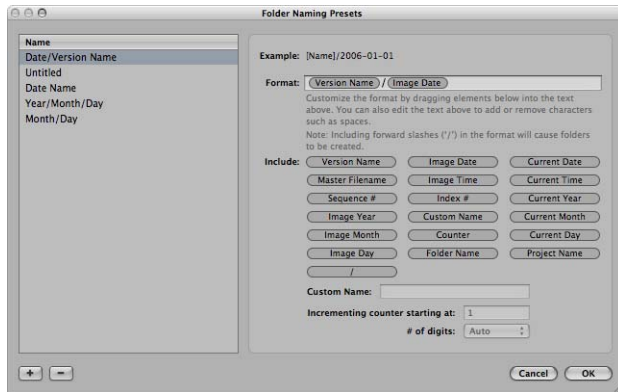 Folder Naming Presets
Name
Date/Version Name
Untitled
Date Name
Year/Month/Day
Month/Day
Example: [Name]/2006-01-01
Format: Version Name / Image Date
Customize the format by dragging elements below into the text
above. You can also edit the text above to add or remove characters
such as spaces.
Note: Including forward slashes ('/') in the format will cause folders
to be created.
Include: Version Name Image Date Current Date
Master Filename Image Time Current Time
Sequence # Index # Current Year
Image Year Custom Name Current Month
Image Month Counter Current Day
Image Day Folder Name Project Name
/
Custom Name:
Incrementing counter starting at: 1
# of digits: Auto
+ − Cancel OK